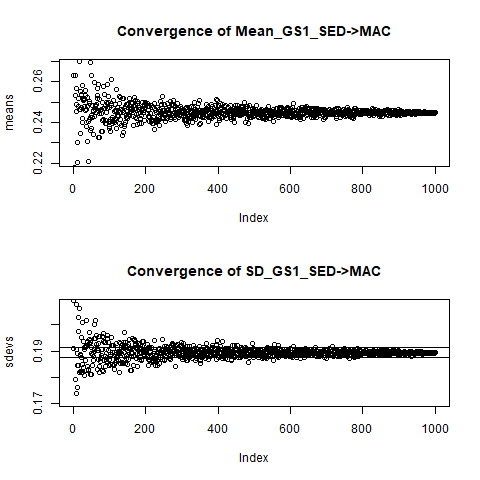 Convergence of Mean_GS1_SED->MAC
means
0.22
0.24
0.26
0
200
400
600
800
1000
Index
Convergence of SD_GS1_SED->MAC
sdevs
0.17
0.19
0
200
400
600
800
1000
Index